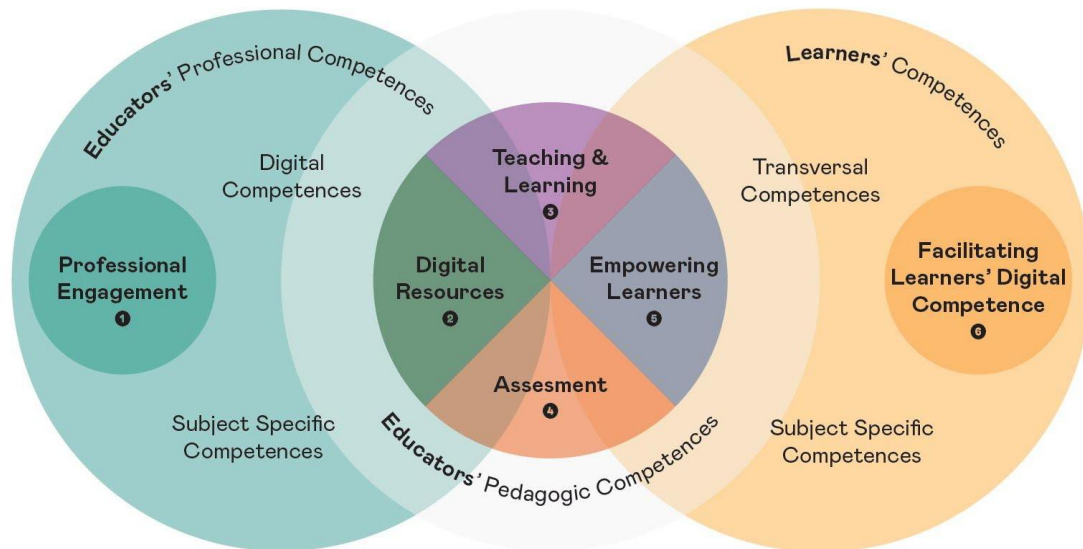 Educators' Professional Competences
Learners' Competences
Digital
Competences
Teaching &
Learning
3
Transversal
Competences
Professional
Engagement
1
Digital
Resources
2
Empowering
Learners
5
Facilitating
Learners' Digital
Competence
6
Assesment
4
Subject Specific
Competences
Educators' Pedagogic Competences
Subject Specific
Competences